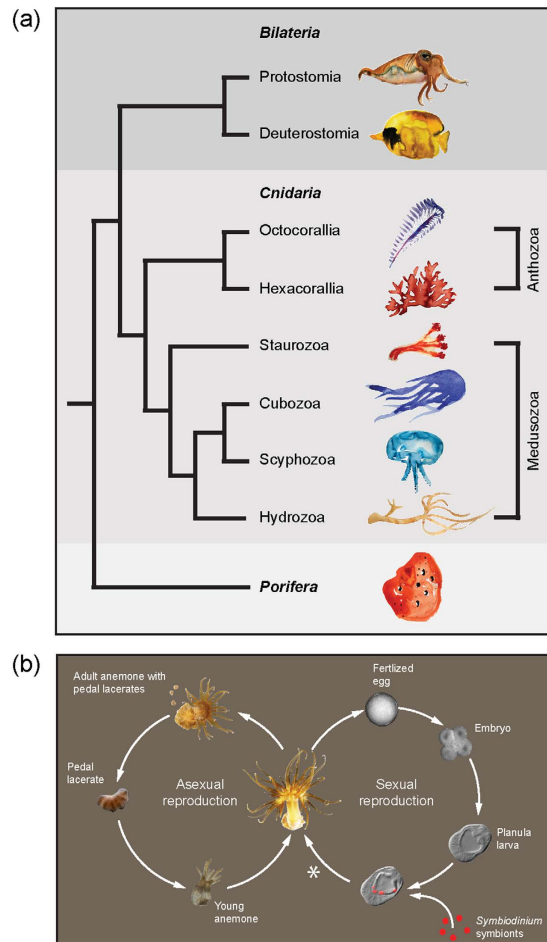 (a)
Bilateria
Protostomia
Deuterostomia
Cnidaria
Octocorallia
Hexacorallia
Anthozoa
Staurozoa
Cubozoa
Scyphozoa
Hydrozoa
Medusozoa
Porifera
(b)
Adult anemone with
pedal lacerates
Pedal
lacerate
Asexual
reproduction
Young
anemone
Fertlized
egg
Embryo
Sexual
reproduction
Planula
larva
*
Symbiodinium
symbionts